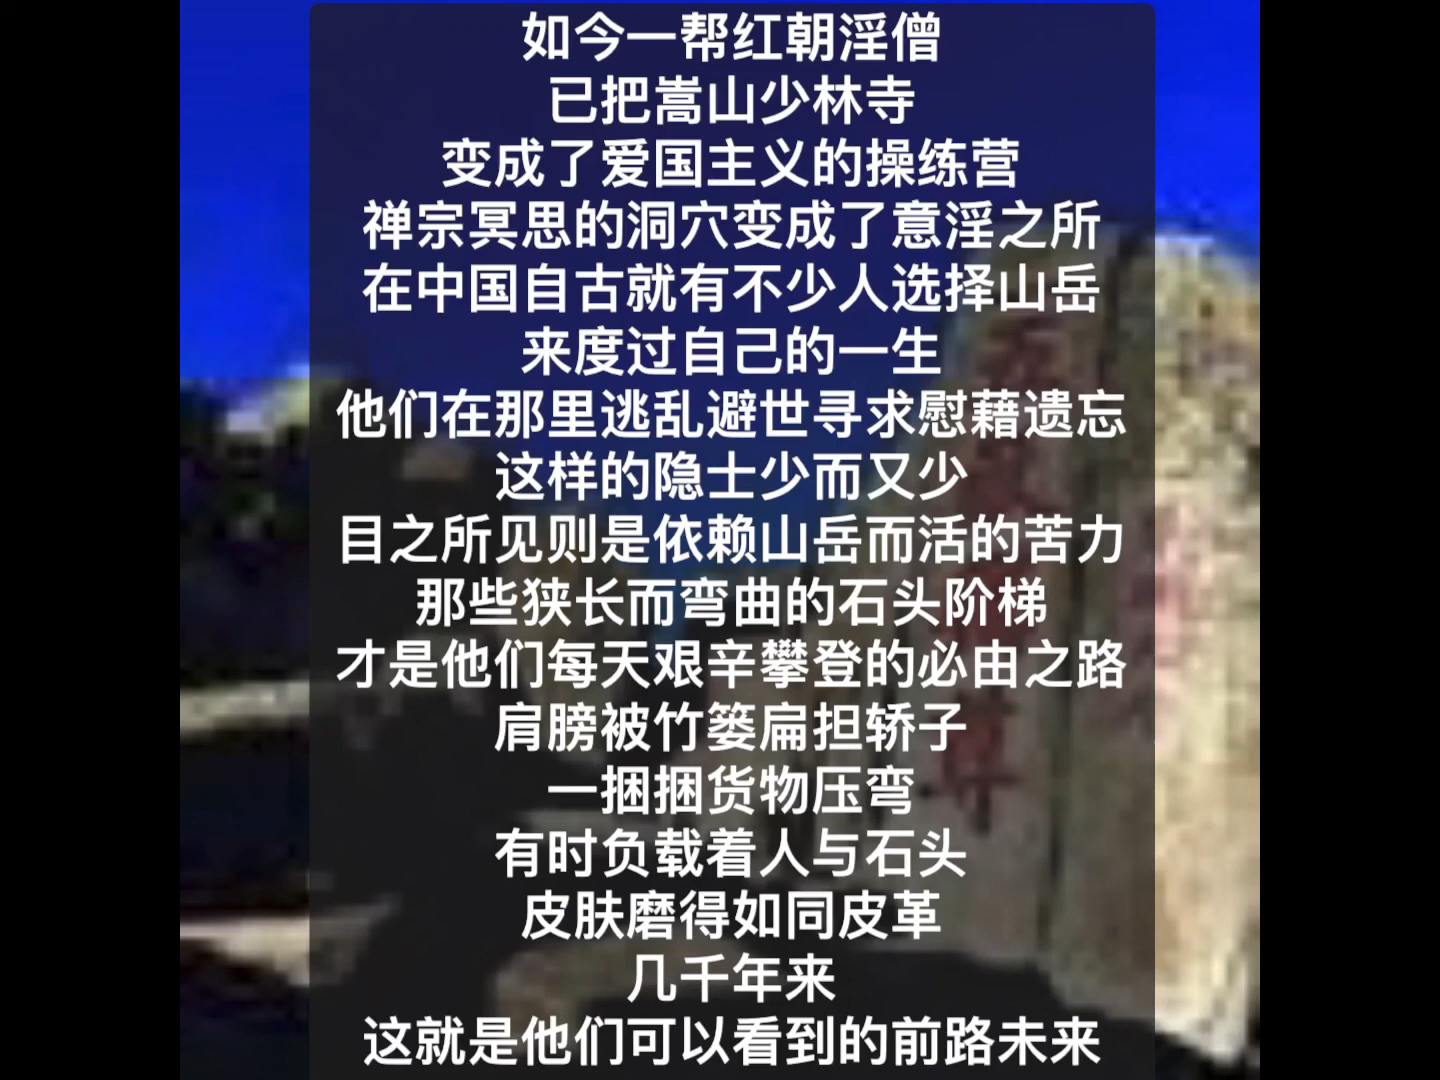 如今一帮红朝淫僧
已把嵩山少林寺
变成了爱国主义的操练营
禅宗冥思的洞穴变成了意淫之所
在中国自古就有不少人选择山岳
来度过自己的一生
他们在那里逃乱避世寻求慰藉遗忘
这样的隐士少而又少
目之所见则是依赖山岳而活的苦力
那些狭长而弯曲的石头阶梯
才是他们每天艰辛攀登的必由之路
肩膀被竹篓扁担轿子
一捆捆货物压弯
有时负载着人与石头
皮肤磨得如同皮革
几千年来
这就是他们可以看到的前路未来